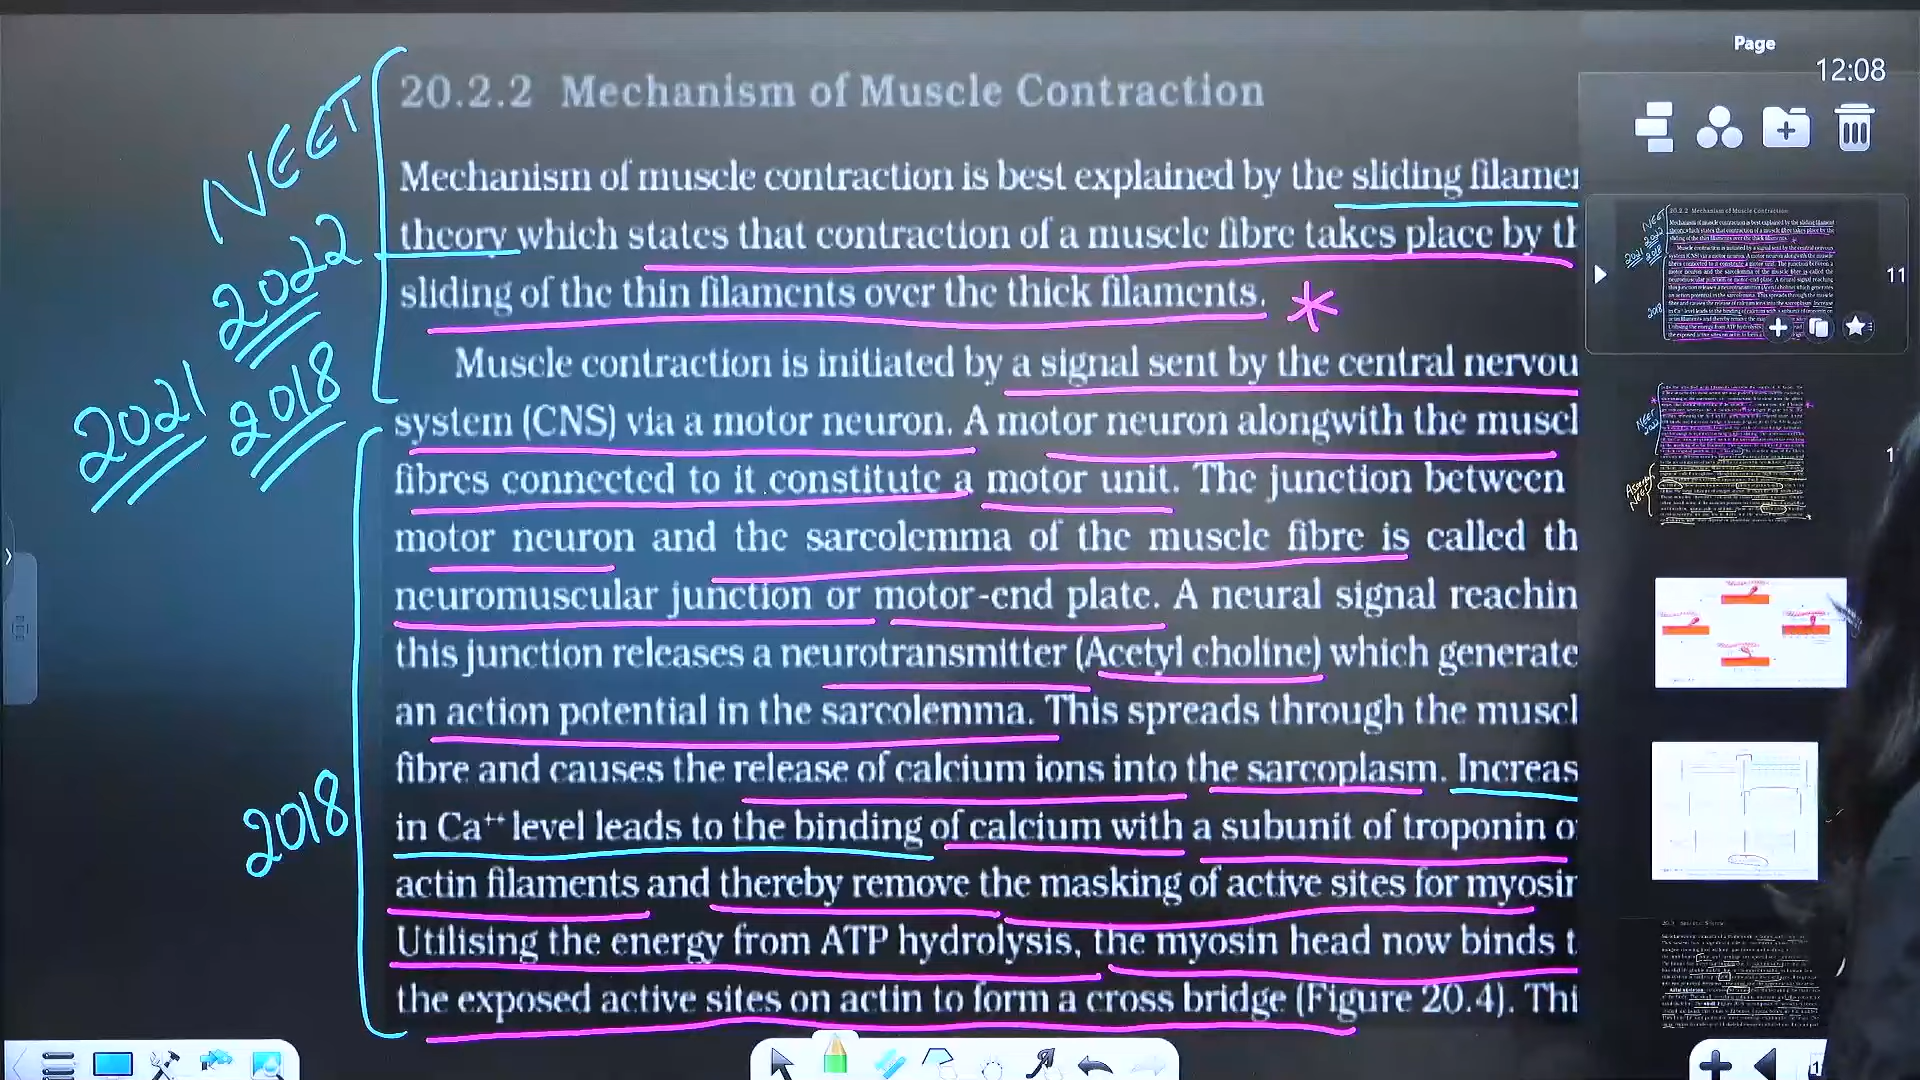 Page
12:08
20.2.2 Mechanism of Muscle Contraction
NEET
2022
2018
2021
Mechanism of muscle contraction is best explained by the sliding filamen
theory which states that contraction of a muscle fibre takes place by th
sliding of the thin filaments over the thick filaments. *
Muscle contraction is initiated by a signal sent by the central nervou
system (CNS) via a motor neuron. A motor neuron alongwith the muscl
fibres connected to it constitute a motor unit. The junction between
motor neuron and the sarcolemma of the muscle fibre is called th
neuromuscular junction or motor-end plate. A neural signal reachin
this junction releases a neurotransmitter (Acetyl choline) which generate
an action potential in the sarcolemma. This spreads through the muscl
fibre and causes the release of calcium ions into the sarcoplasm. Increas
2018
in Ca⁺⁺ level leads to the binding of calcium with a subunit of troponin o
actin filaments and thereby remove the masking of active sites for myosin
Utilising the energy from ATP hydrolysis, the myosin head now binds t
the exposed active sites on actin to form a cross bridge (Figure 20.4). Thi
11